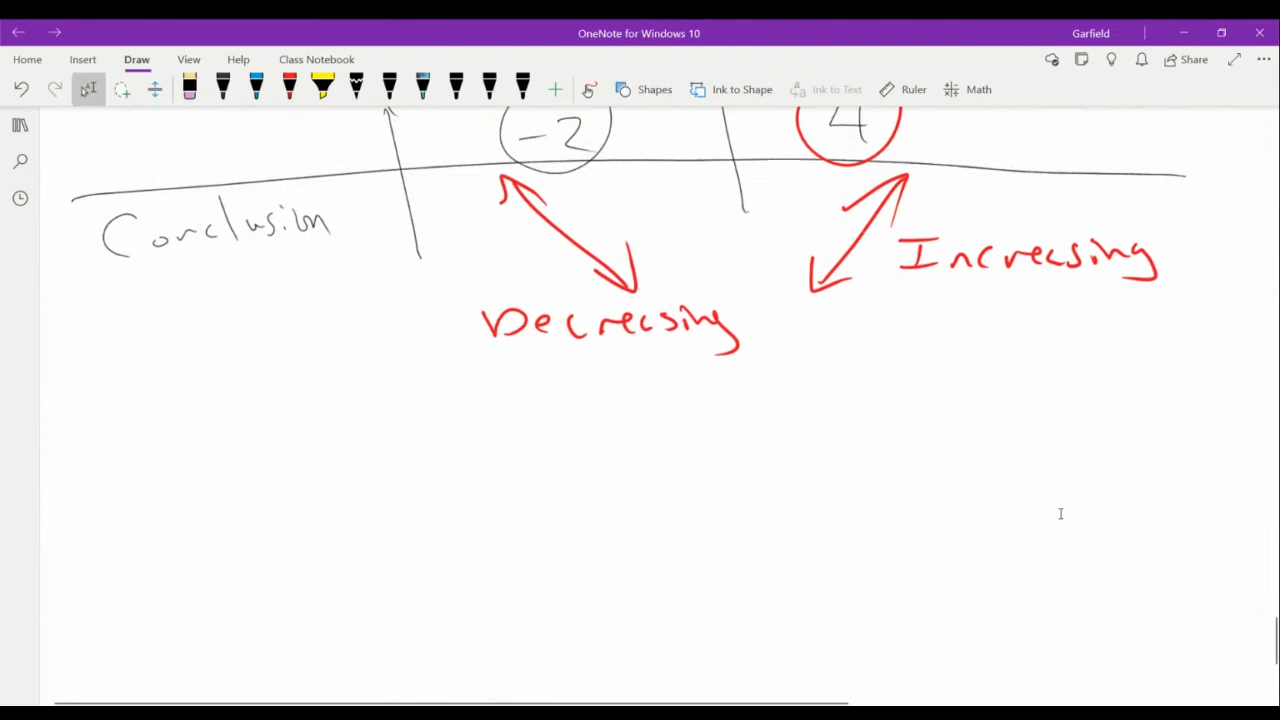 OneNote for Windows 10
Garfield
Home Insert Draw View Help Class Notebook
Share
Shapes Ink to Shape Ink to Text Ruler Math
-2 4
Conclusion
Increasing
Decreasing